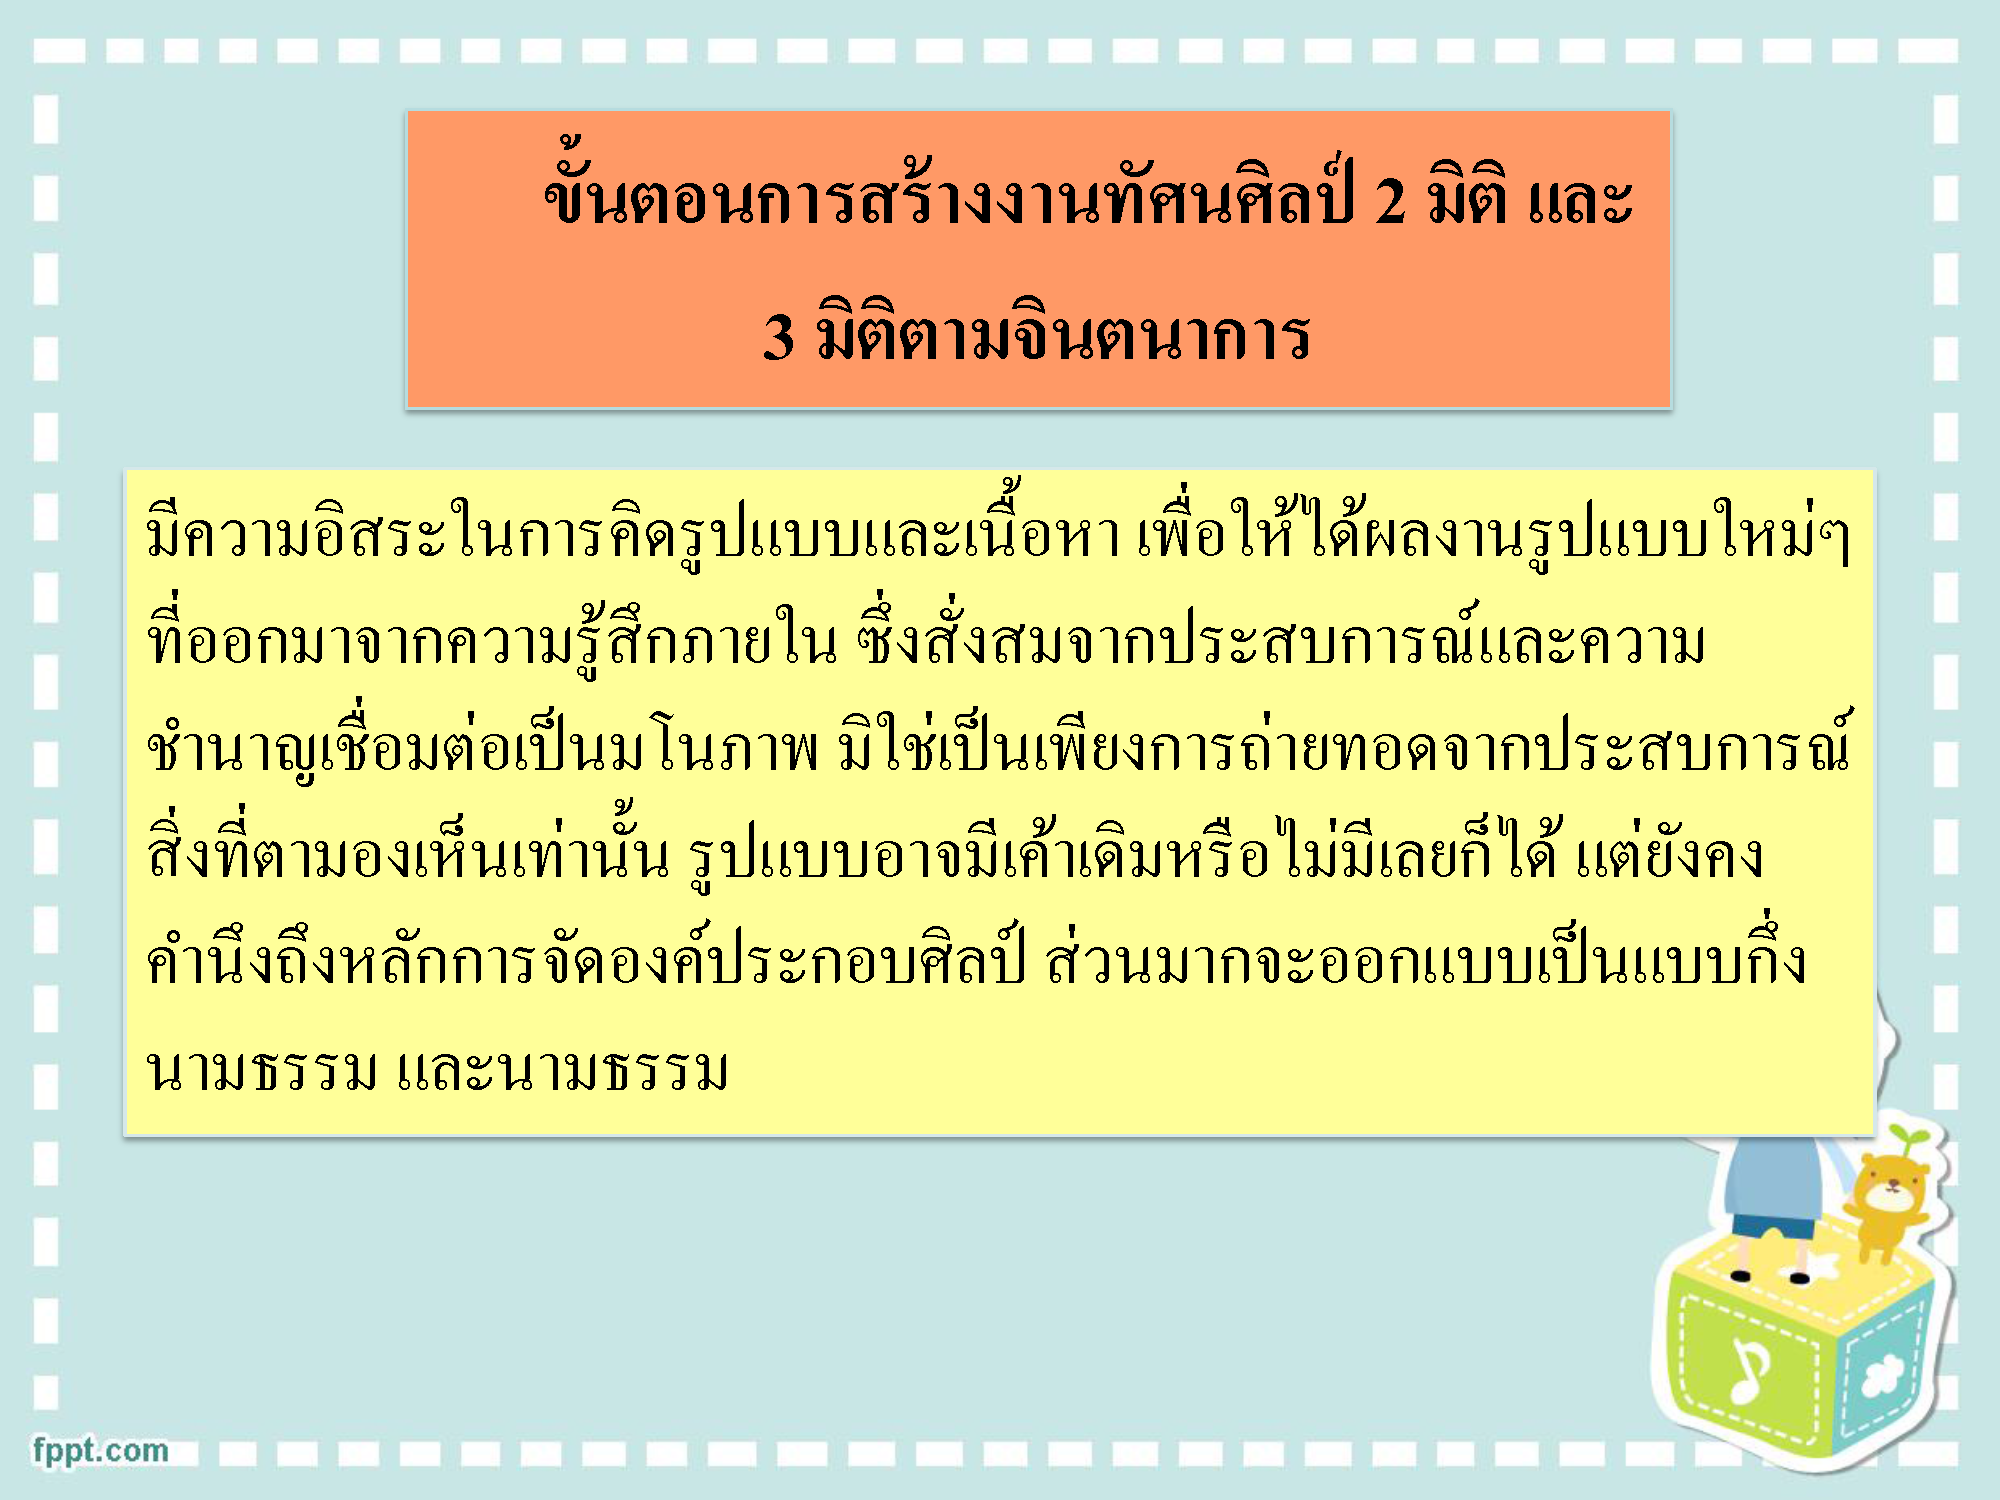 ขั้นตอนการสร้างงานทัศนศิลป์ 2 มิติ และ
3 มิติตามจินตนาการ
มีความอิสระในการคิดรูปแบบและเนื้อหา เพื่อให้ได้ผลงานรูปแบบใหม่ๆ
ที่ออกมาจากความรู้สึกภายใน ซึ่งสั่งสมจากประสบการณ์และความ
ชำนาญเชื่อมต่อเป็นมโนภาพ มิใช่เป็นเพียงการถ่ายทอดจากประสบการณ์
สิ่งที่ตามองเห็นเท่านั้น รูปแบบอาจมีเค้าเดิมหรือไม่มีเลยก็ได้ แต่ยังคง
คำนึงถึงหลักการจัดองค์ประกอบศิลป์ ส่วนมากจะออกแบบเป็นแบบกึ่ง
นามธรรม และนามธรรม
fppt.com